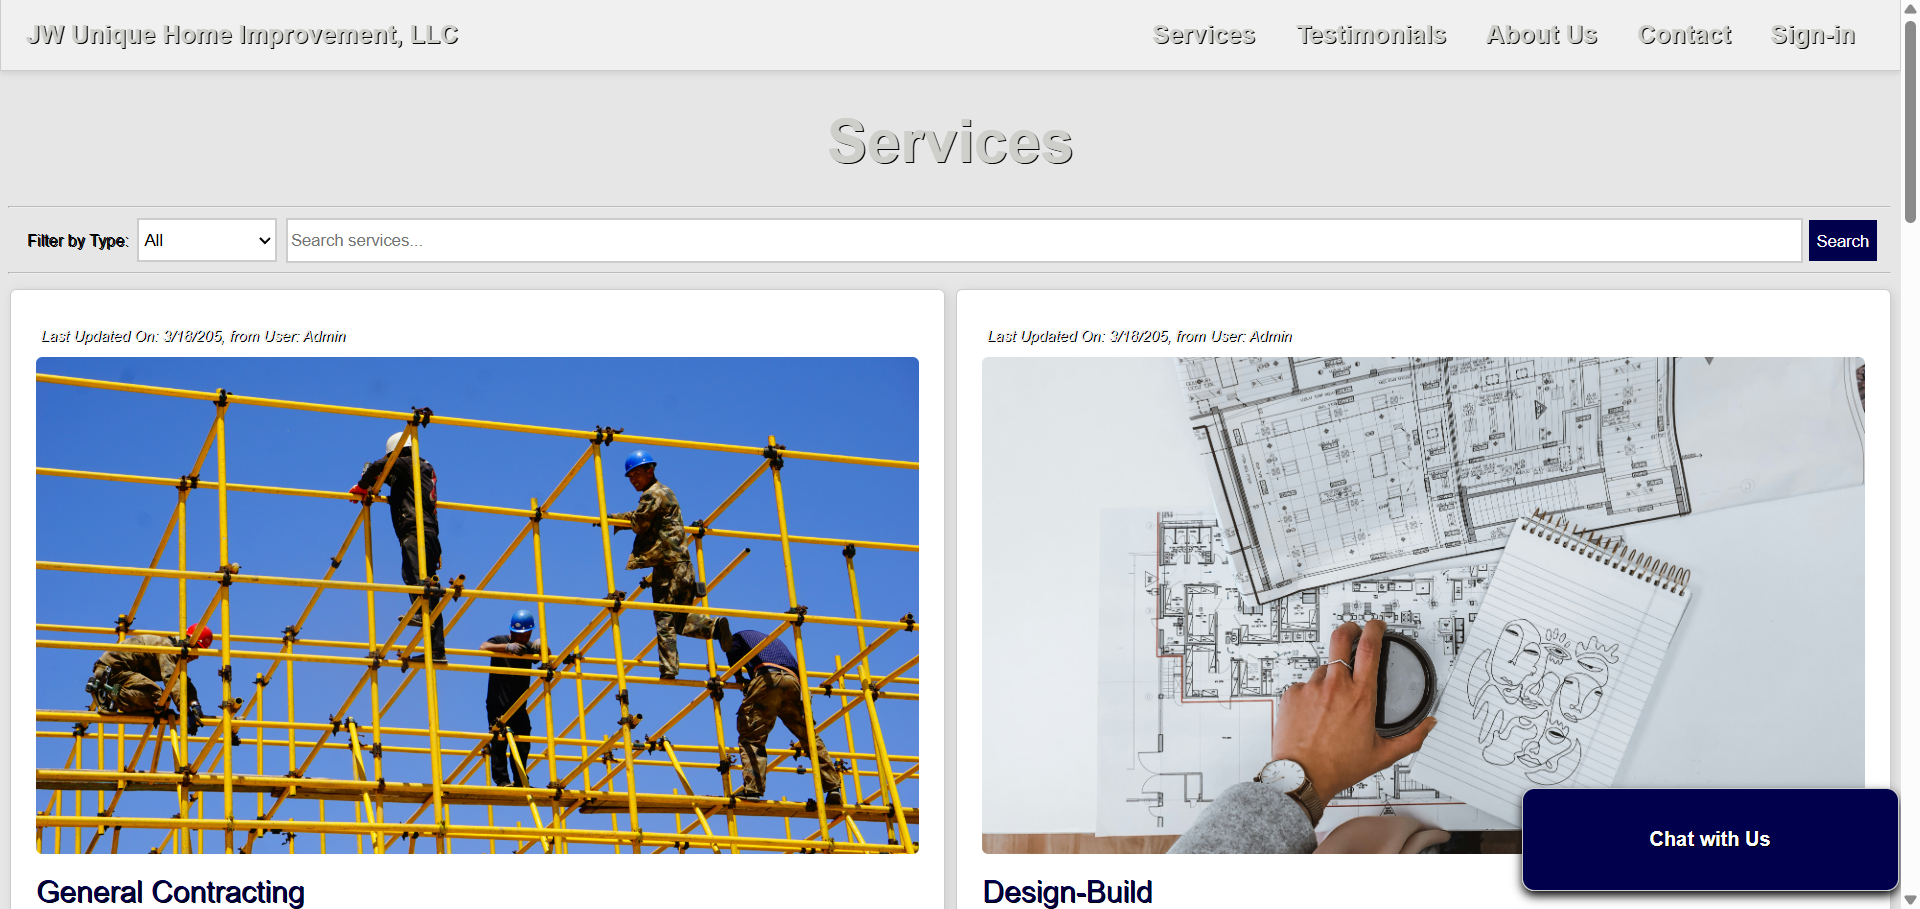 JW Unique Home Improvement, LLC
Services Testimonials About Us Contact Sign-in
Services
Filter by Type: All Search services... Search
Last Updated On: 3/18/205, from User: Admin
Last Updated On: 3/18/205, from User: Admin
General Contracting
Design-Build
Chat with Us